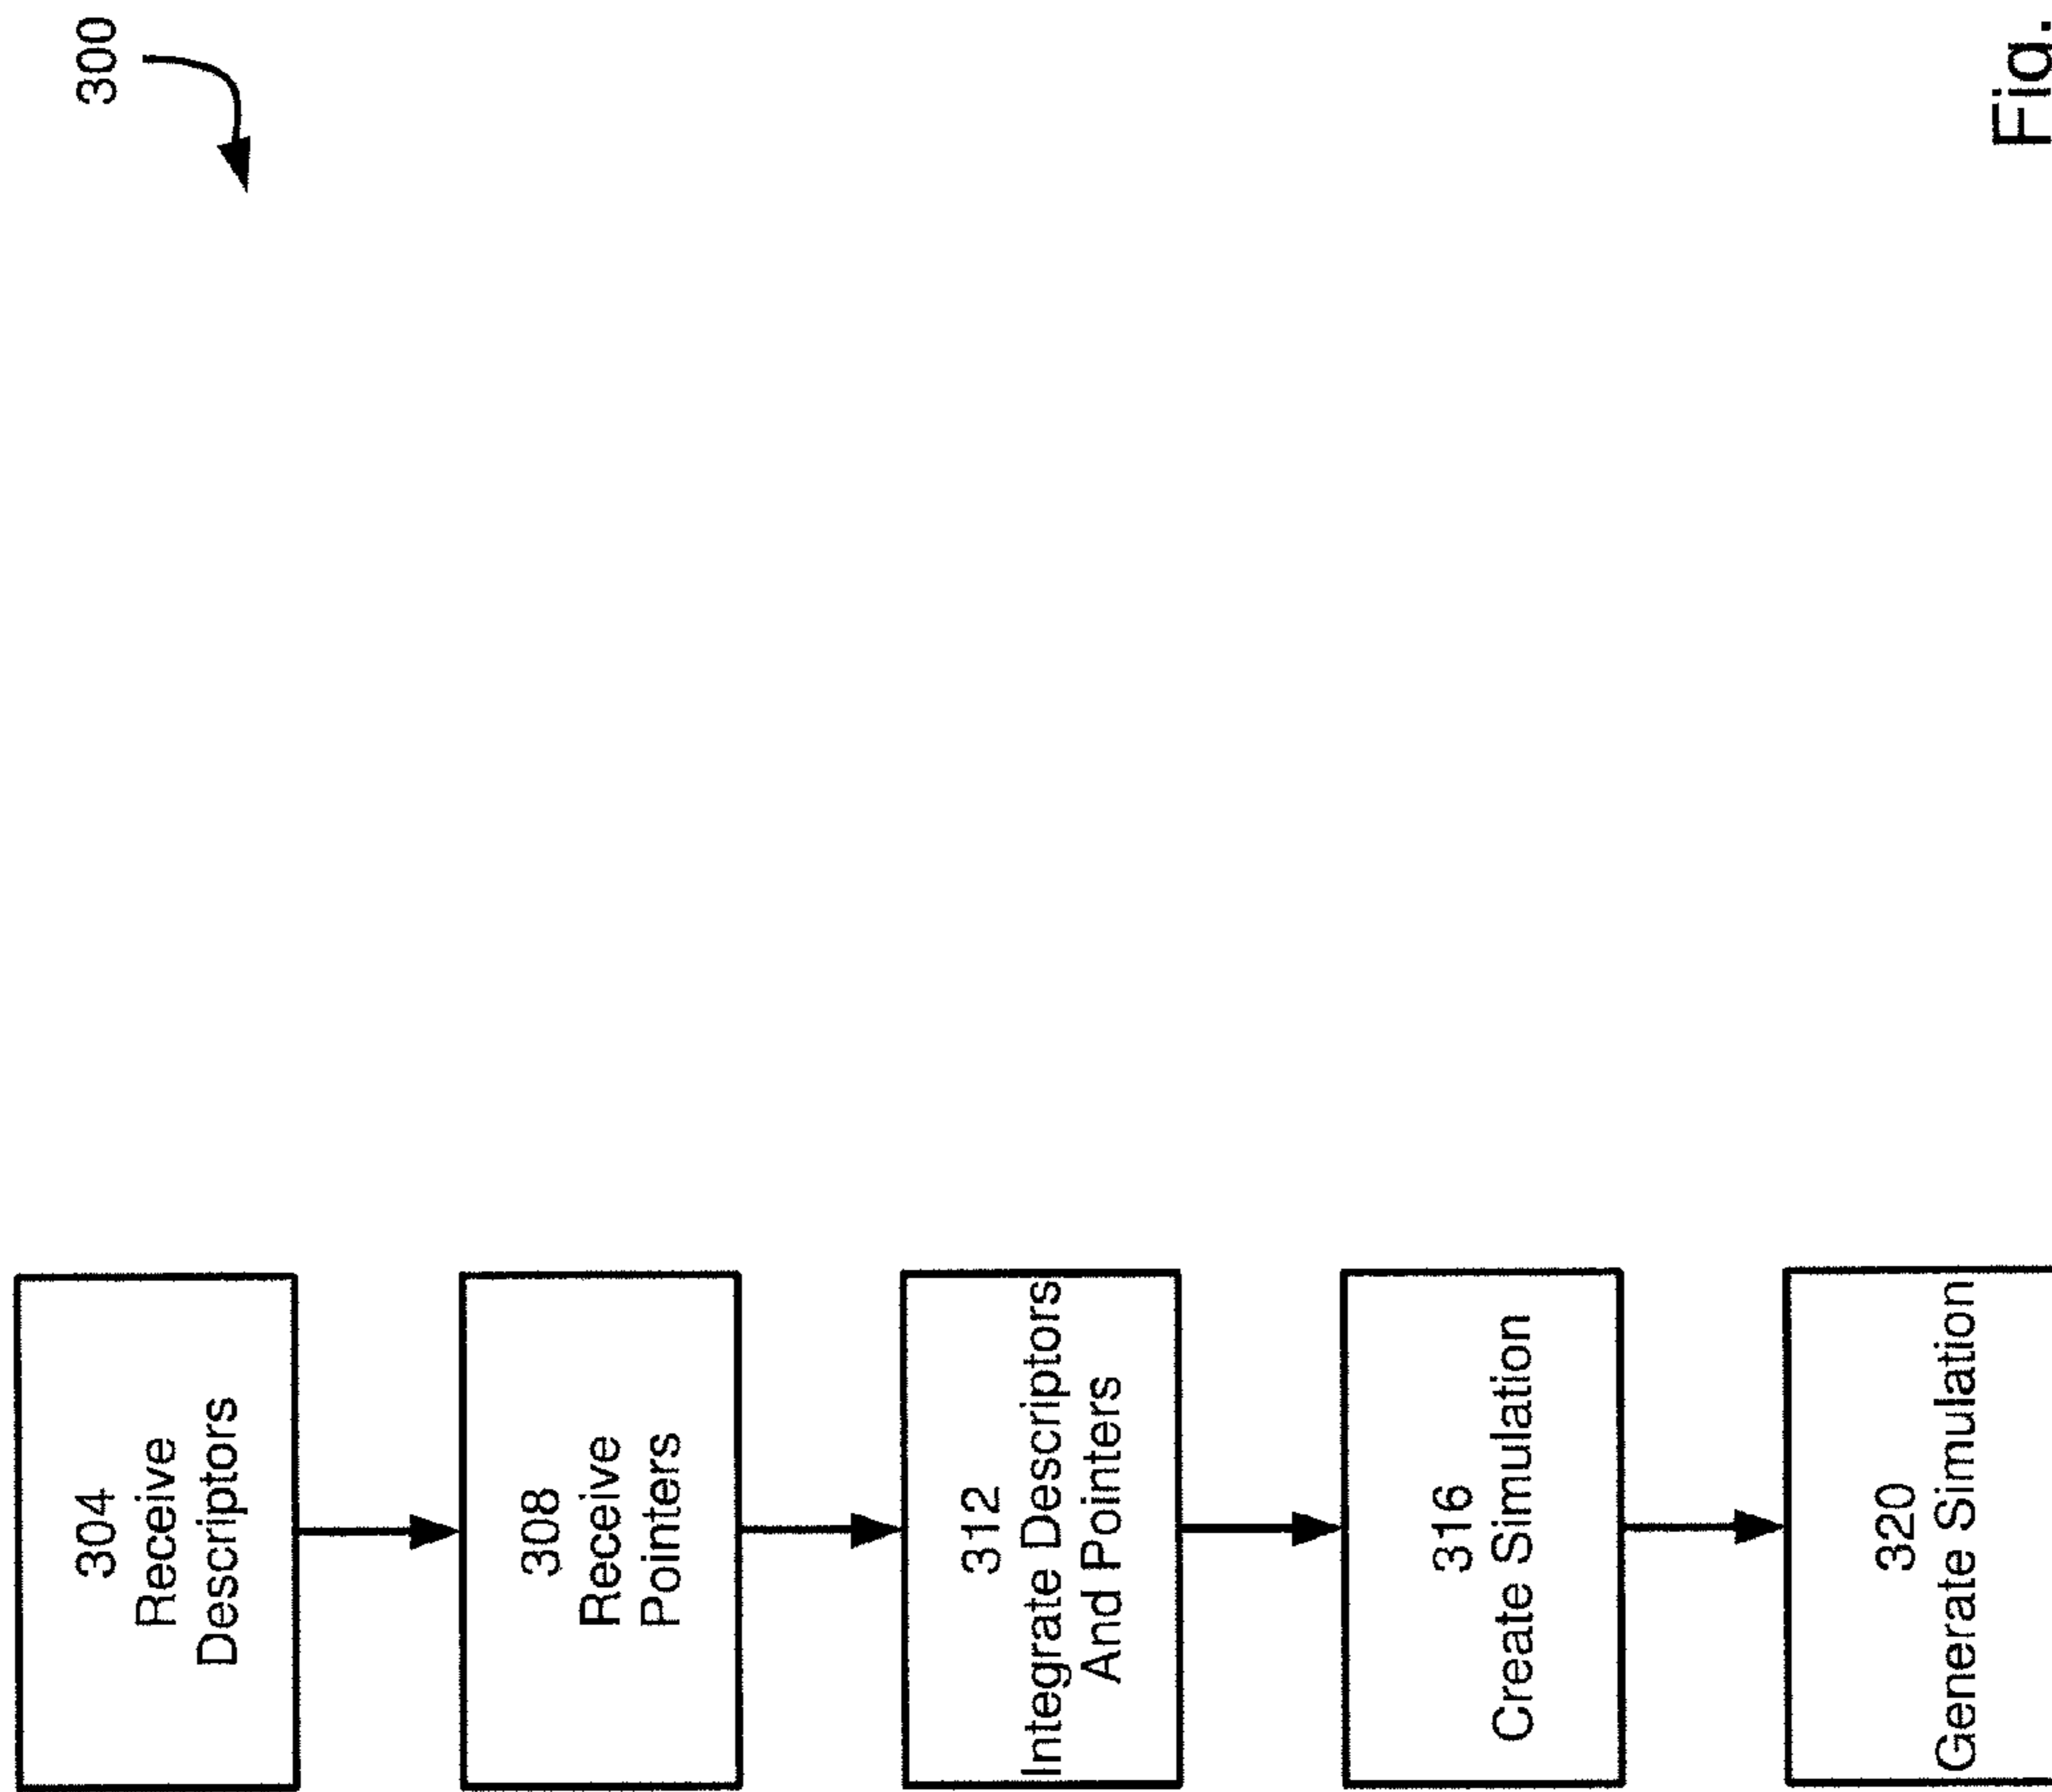 300
304
Receive
Descriptors
308
Receive
Pointers
312
Integrate Descriptors
And Pointers
316
Create Simulation
320
Generate Simulation
Fig.